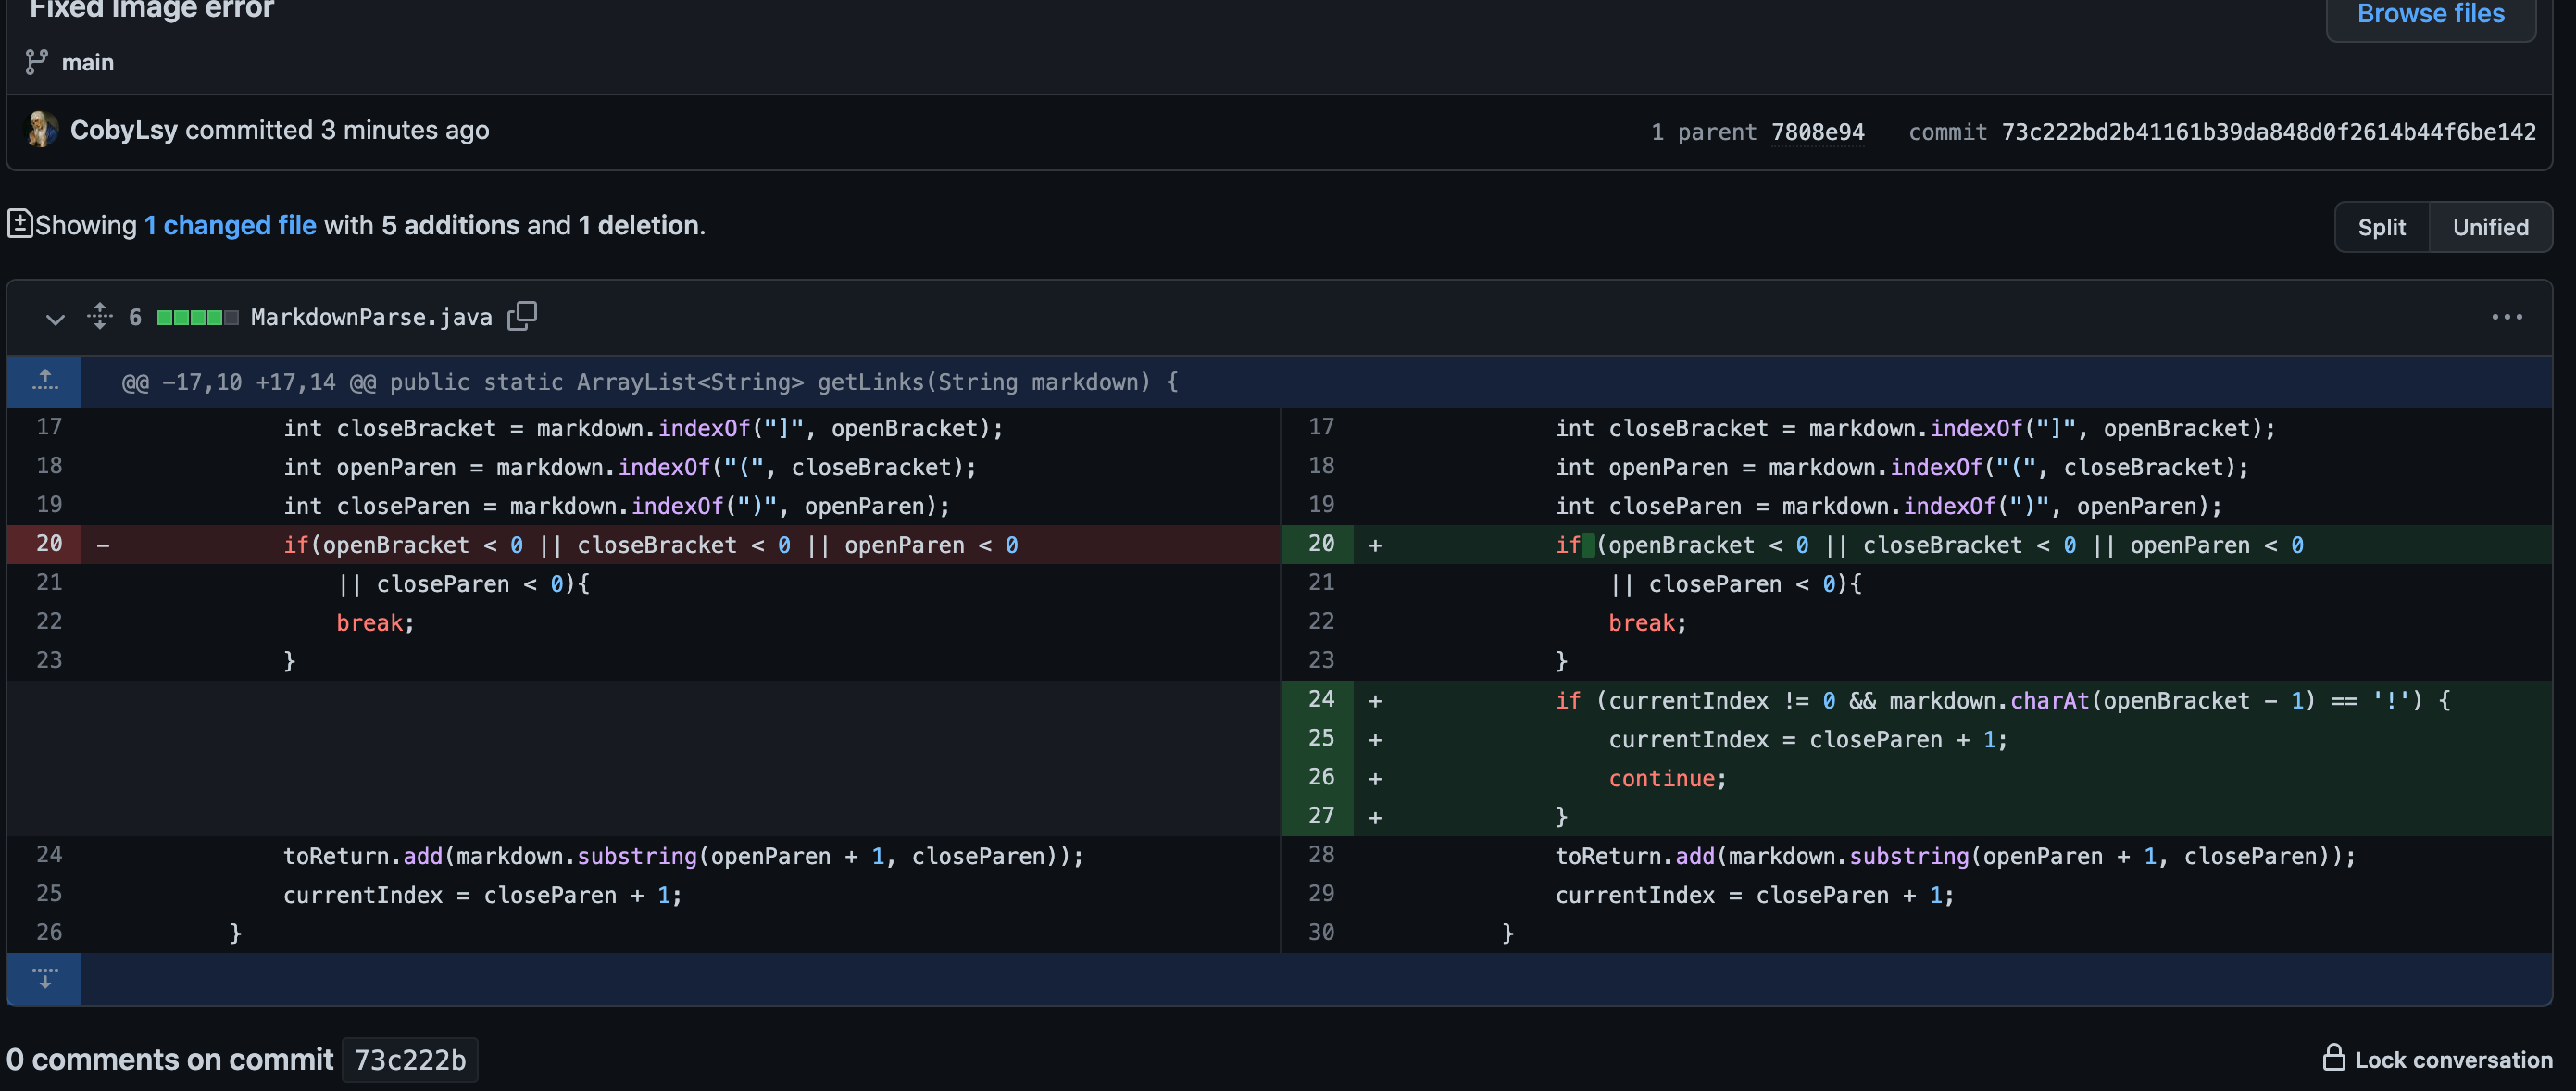 Fixed Image error
Browse files
main
CobyLsy committed 3 minutes ago
1 parent 7808e94 commit 73c222bd2b41161b39da848d0f2614b44f6be142
Showing 1 changed file with 5 additions and 1 deletion.
Split Unified
6 MarkdownParse.java
@@ -17,10 +17,14 @@ public static ArrayList<String> getLinks(String markdown) {
17 int closeBracket = markdown.indexOf("]", openBracket);
18 int openParen = markdown.indexOf("(", closeBracket);
19 int closeParen = markdown.indexOf(")", openParen);
20 - if(openBracket < 0 || closeBracket < 0 || openParen < 0
21 || closeParen < 0){
22 break;
23 }
24 toReturn.add(markdown.substring(openParen + 1, closeParen));
25 currentIndex = closeParen + 1;
26 }
17 int closeBracket = markdown.indexOf("]", openBracket);
18 int openParen = markdown.indexOf("(", closeBracket);
19 int closeParen = markdown.indexOf(")", openParen);
20 + if (openBracket < 0 || closeBracket < 0 || openParen < 0
21 || closeParen < 0){
22 break;
23 }
24 + if (currentIndex != 0 && markdown.charAt(openBracket - 1) == '!') {
25 + currentIndex = closeParen + 1;
26 + continue;
27 + }
28 toReturn.add(markdown.substring(openParen + 1, closeParen));
29 currentIndex = closeParen + 1;
30 }
0 comments on commit 73c222b
Lock conversation